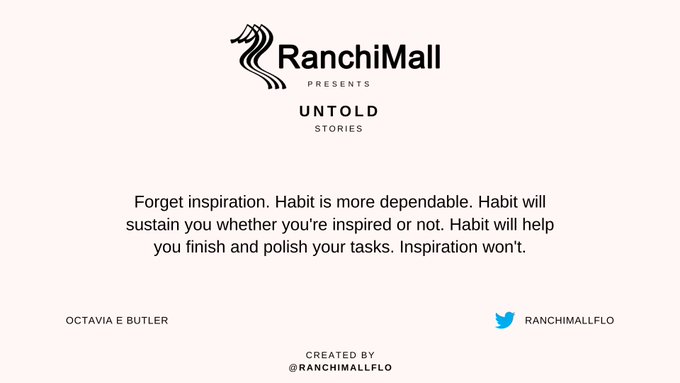 RanchiMall
PRESENTS
UNTOLD
STORIES
Forget inspiration. Habit is more dependable. Habit will
sustain you whether you're inspired or not. Habit will help
you finish and polish your tasks. Inspiration won't.
OCTAVIA E BUTLER
RANCHIMALLFLO
CREATED BY
@RANCHIMALLFLO